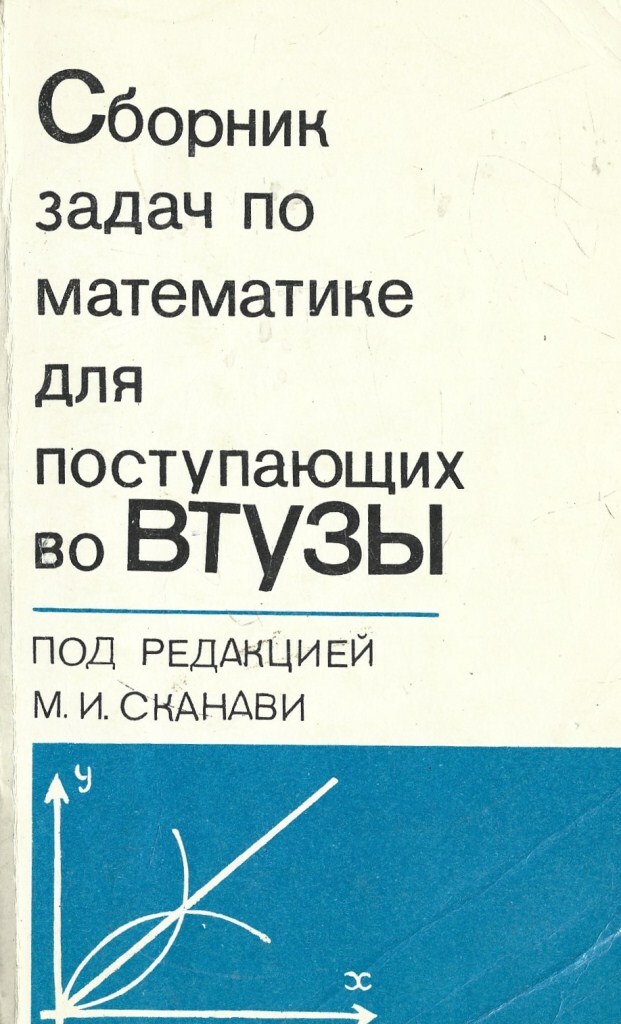 Сборник
задач по
математике
для
поступающих
во ВТУЗЫ
ПОД РЕДАКЦИЕЙ
М. И. СКАНАВИ
y
x